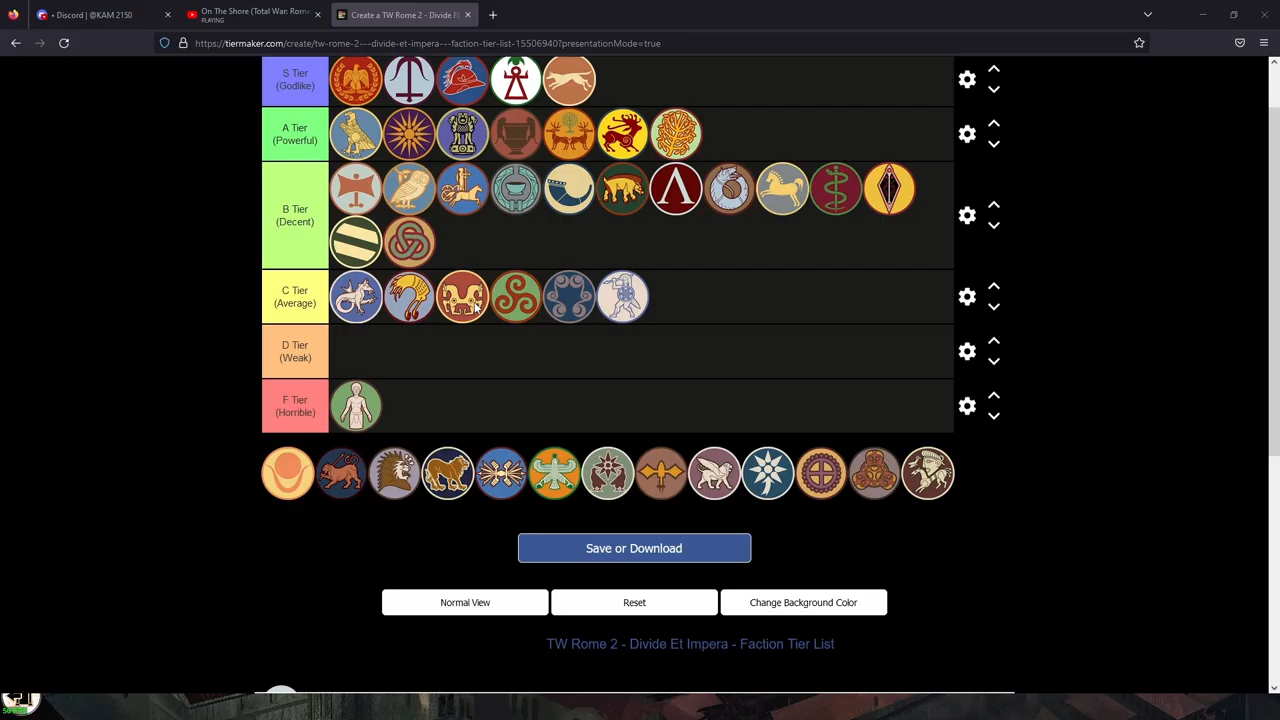 • Discord | @KAM 2150
On The Shore (Total War: Rome
PLAYING
Create a TW Rome 2 - Divide Et
https://tiermaker.com/create/tw-rome-2---divide-et-impera---faction-tier-list-15506940?presentationMode=true
S Tier
(Godlike)
A Tier
(Powerful)
B Tier
(Decent)
C Tier
(Average)
D Tier
(Weak)
F Tier
(Horrible)
Save or Download
Normal View
Reset
Change Background Color
TW Rome 2 - Divide Et Impera - Faction Tier List